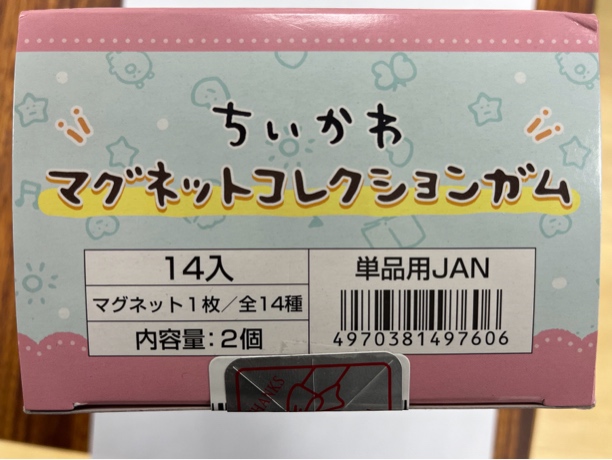 ちいかわ
マグネットコレクションガム
14入
マグネット1枚／全14種
内容量：2個
単品用JAN
4970381497606
THANKS